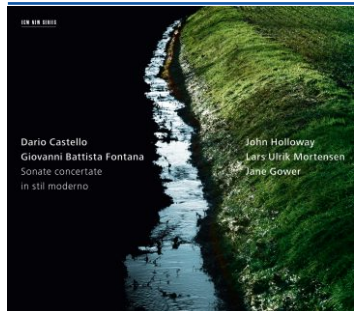 ECM NEW SERIES
Dario Castello
Giovanni Battista Fontana
Sonate concertate
in stil moderno
John Holloway
Lars Ulrik Mortensen
Jane Gower